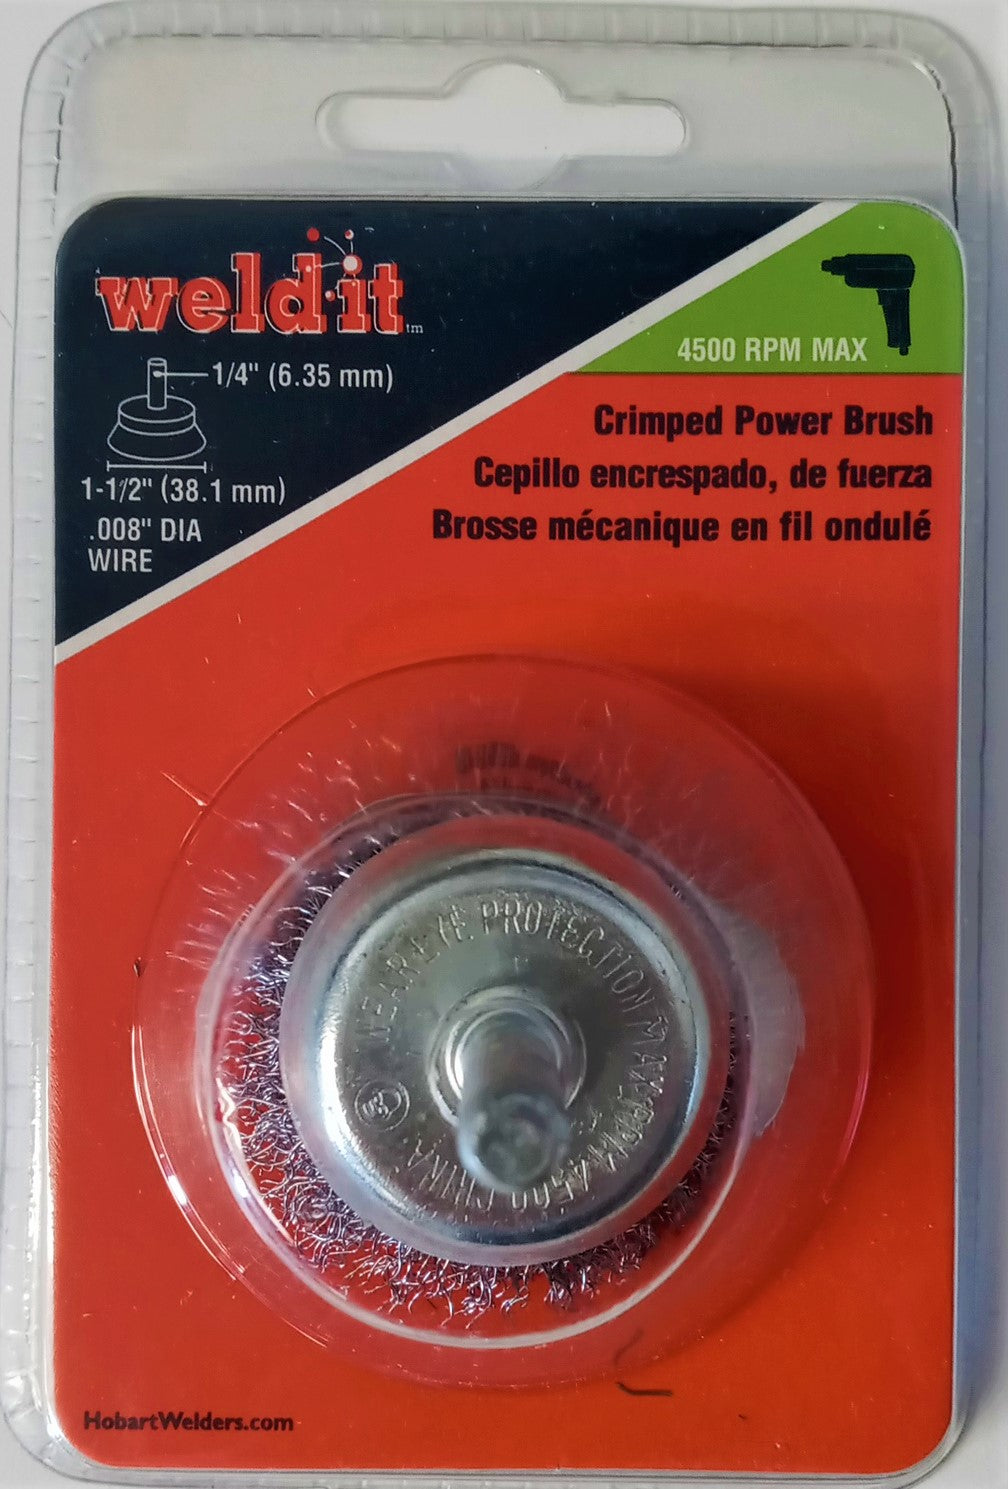 weld·it tm
1/4" (6.35 mm)
1-1/2" (38.1 mm)
.008" DIA
WIRE
4500 RPM MAX
Crimped Power Brush
Cepillo encrespado, de fuerza
Brosse mécanique en fil ondulé
WEAR EYE PROTECTION MAX RPM 4500 CHINA
HobartWelders.com